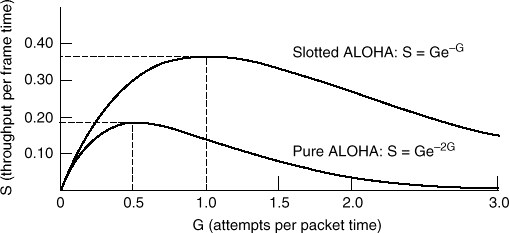 S (throughput per frame time)
0.40
0.30
0.20
0.10
Slotted ALOHA: S = Ge–G
Pure ALOHA: S = Ge–2G
0
0.5
1.0
1.5
2.0
3.0
G (attempts per packet time)